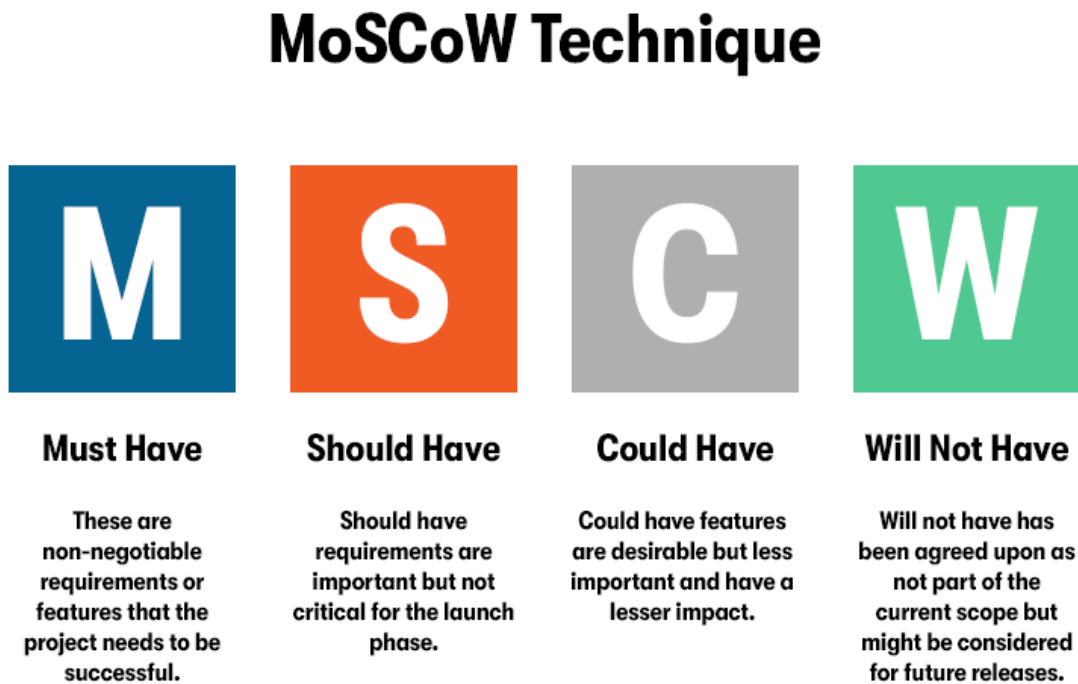 MoSCoW Technique
M
S
C
W
Must Have
Should Have
Could Have
Will Not Have
These are
non-negotiable
requirements or
features that the
project needs to be
successful.
Should have
requirements are
important but not
critical for the launch
phase.
Could have features
are desirable but less
important and have a
lesser impact.
Will not have has
been agreed upon as
not part of the
current scope but
might be considered
for future releases.